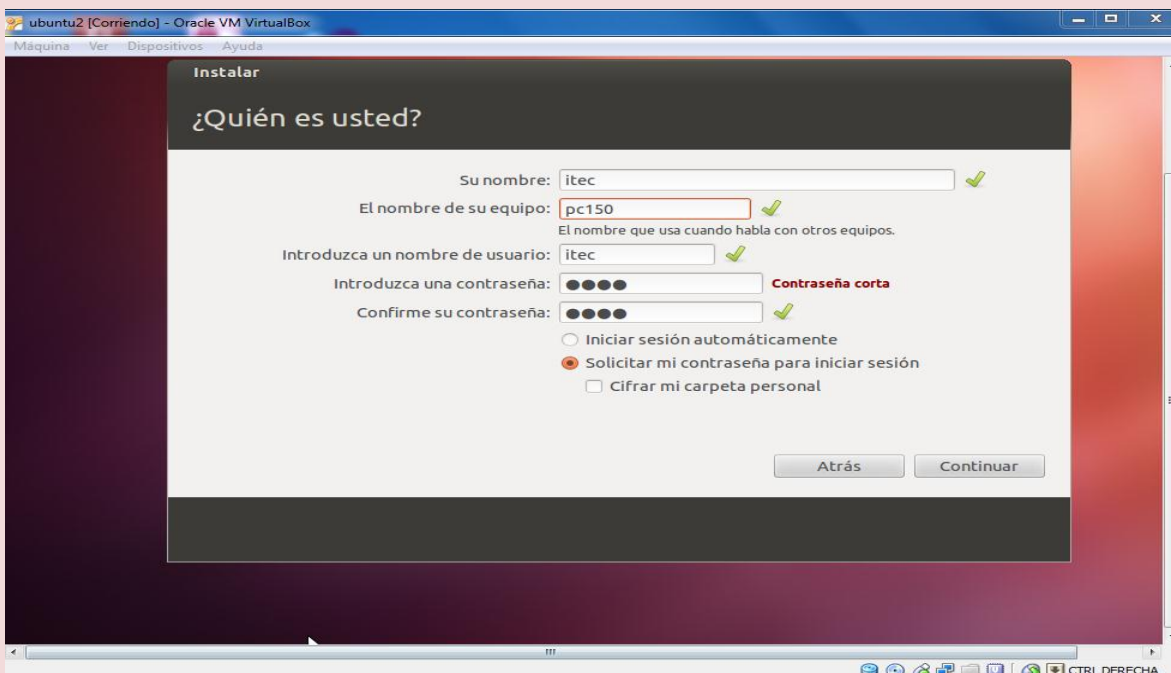 ubuntu2 [Corriendo] - Oracle VM VirtualBox
Máquina Ver Dispositivos Ayuda
Instalar
¿Quién es usted?
Su nombre: itec
El nombre de su equipo: pc150
El nombre que usa cuando habla con otros equipos.
Introduzca un nombre de usuario: itec
Introduzca una contraseña: ●●●● Contraseña corta
Confirme su contraseña: ●●●●
Iniciar sesión automáticamente
Solicitar mi contraseña para iniciar sesión
Cifrar mi carpeta personal
Atrás Continuar
CTRL DERECHA